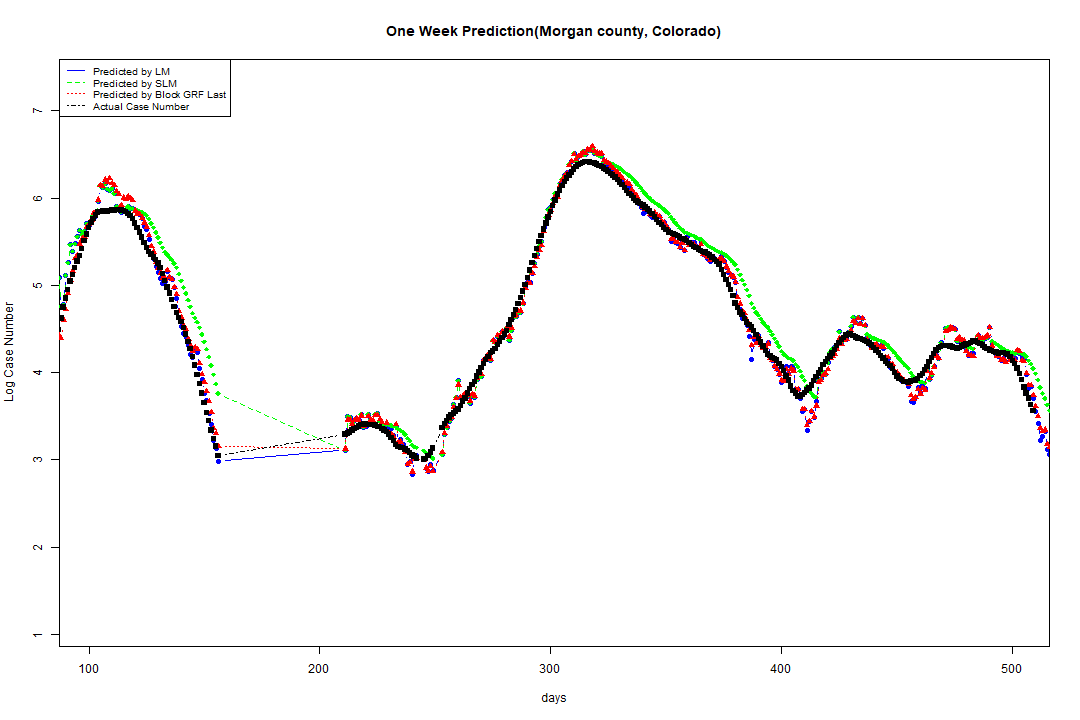 One Week Prediction(Morgan county, Colorado)
Predicted by LM
Predicted by SLM
Predicted by Block GRF Last
Actual Case Number
Log Case Number
7
6
5
4
3
2
1
100 200 300 400 500
days